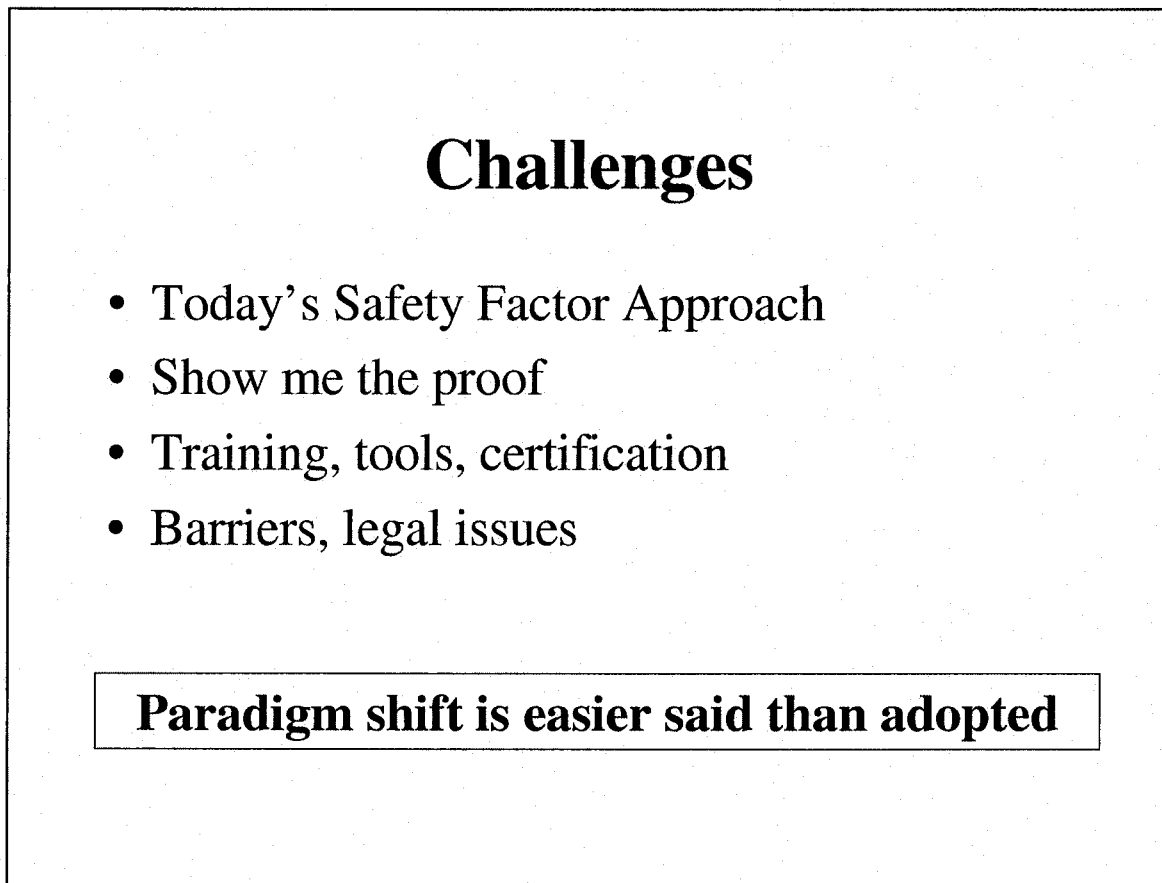 Challenges
• Today's Safety Factor Approach
• Show me the proof
• Training, tools, certification
• Barriers, legal issues
Paradigm shift is easier said than adopted